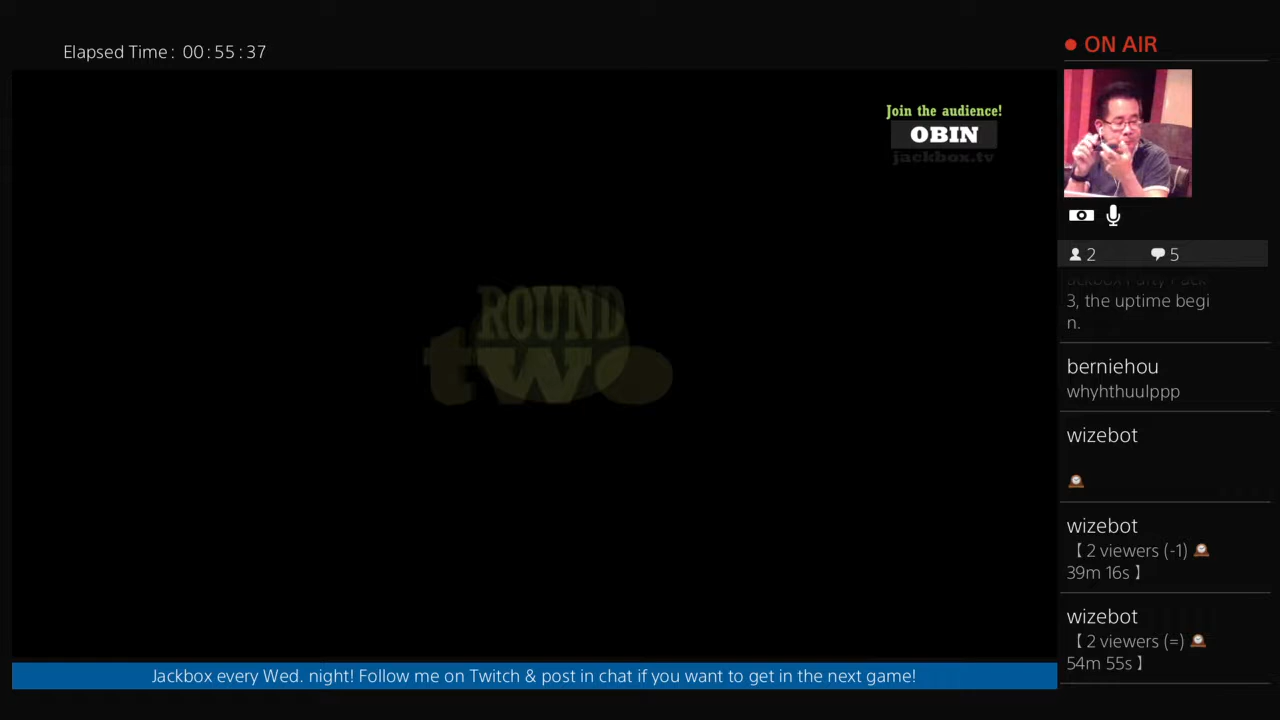 Elapsed Time: 00:55:37
ON AIR
Join the audience!
OBIN
jackbox.tv
ROUND
two
2
5
3, the uptime begi
n.
berniehou
whyhthuulppp
wizebot
wizebot
【 2 viewers (-1)
39m 16s 】
wizebot
【 2 viewers (=)
54m 55s 】
Jackbox every Wed. night! Follow me on Twitch & post in chat if you want to get in the next game!